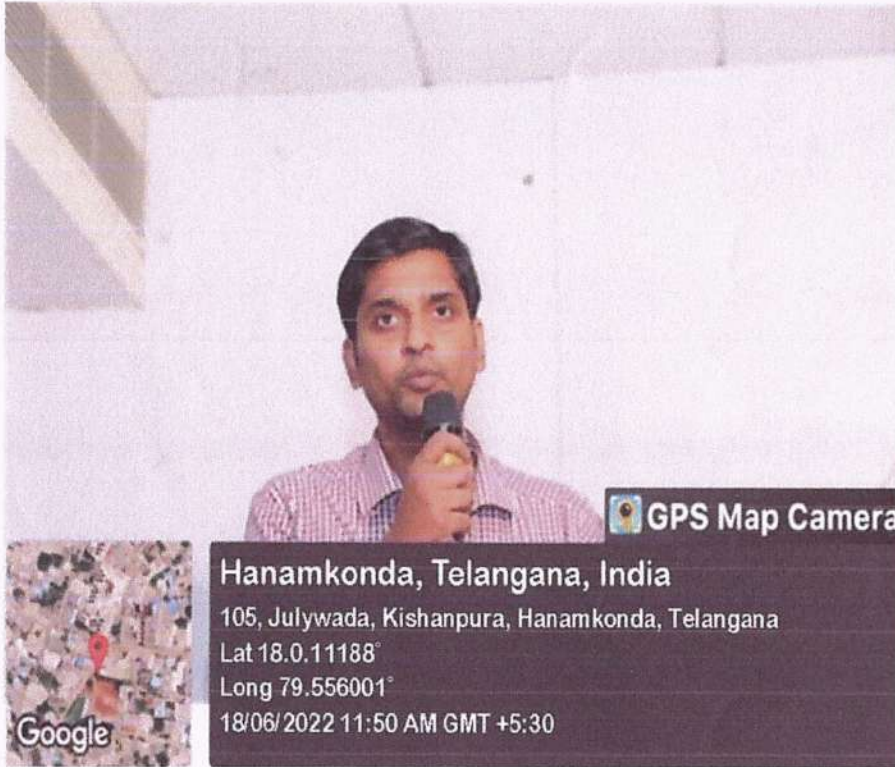 GPS Map Camera
Hanamkonda, Telangana, India
105, Julywada, Kishanpura, Hanamkonda, Telangana
Lat 18.0.11188°
Long 79.556001°
18/06/2022 11:50 AM GMT +5:30
Google